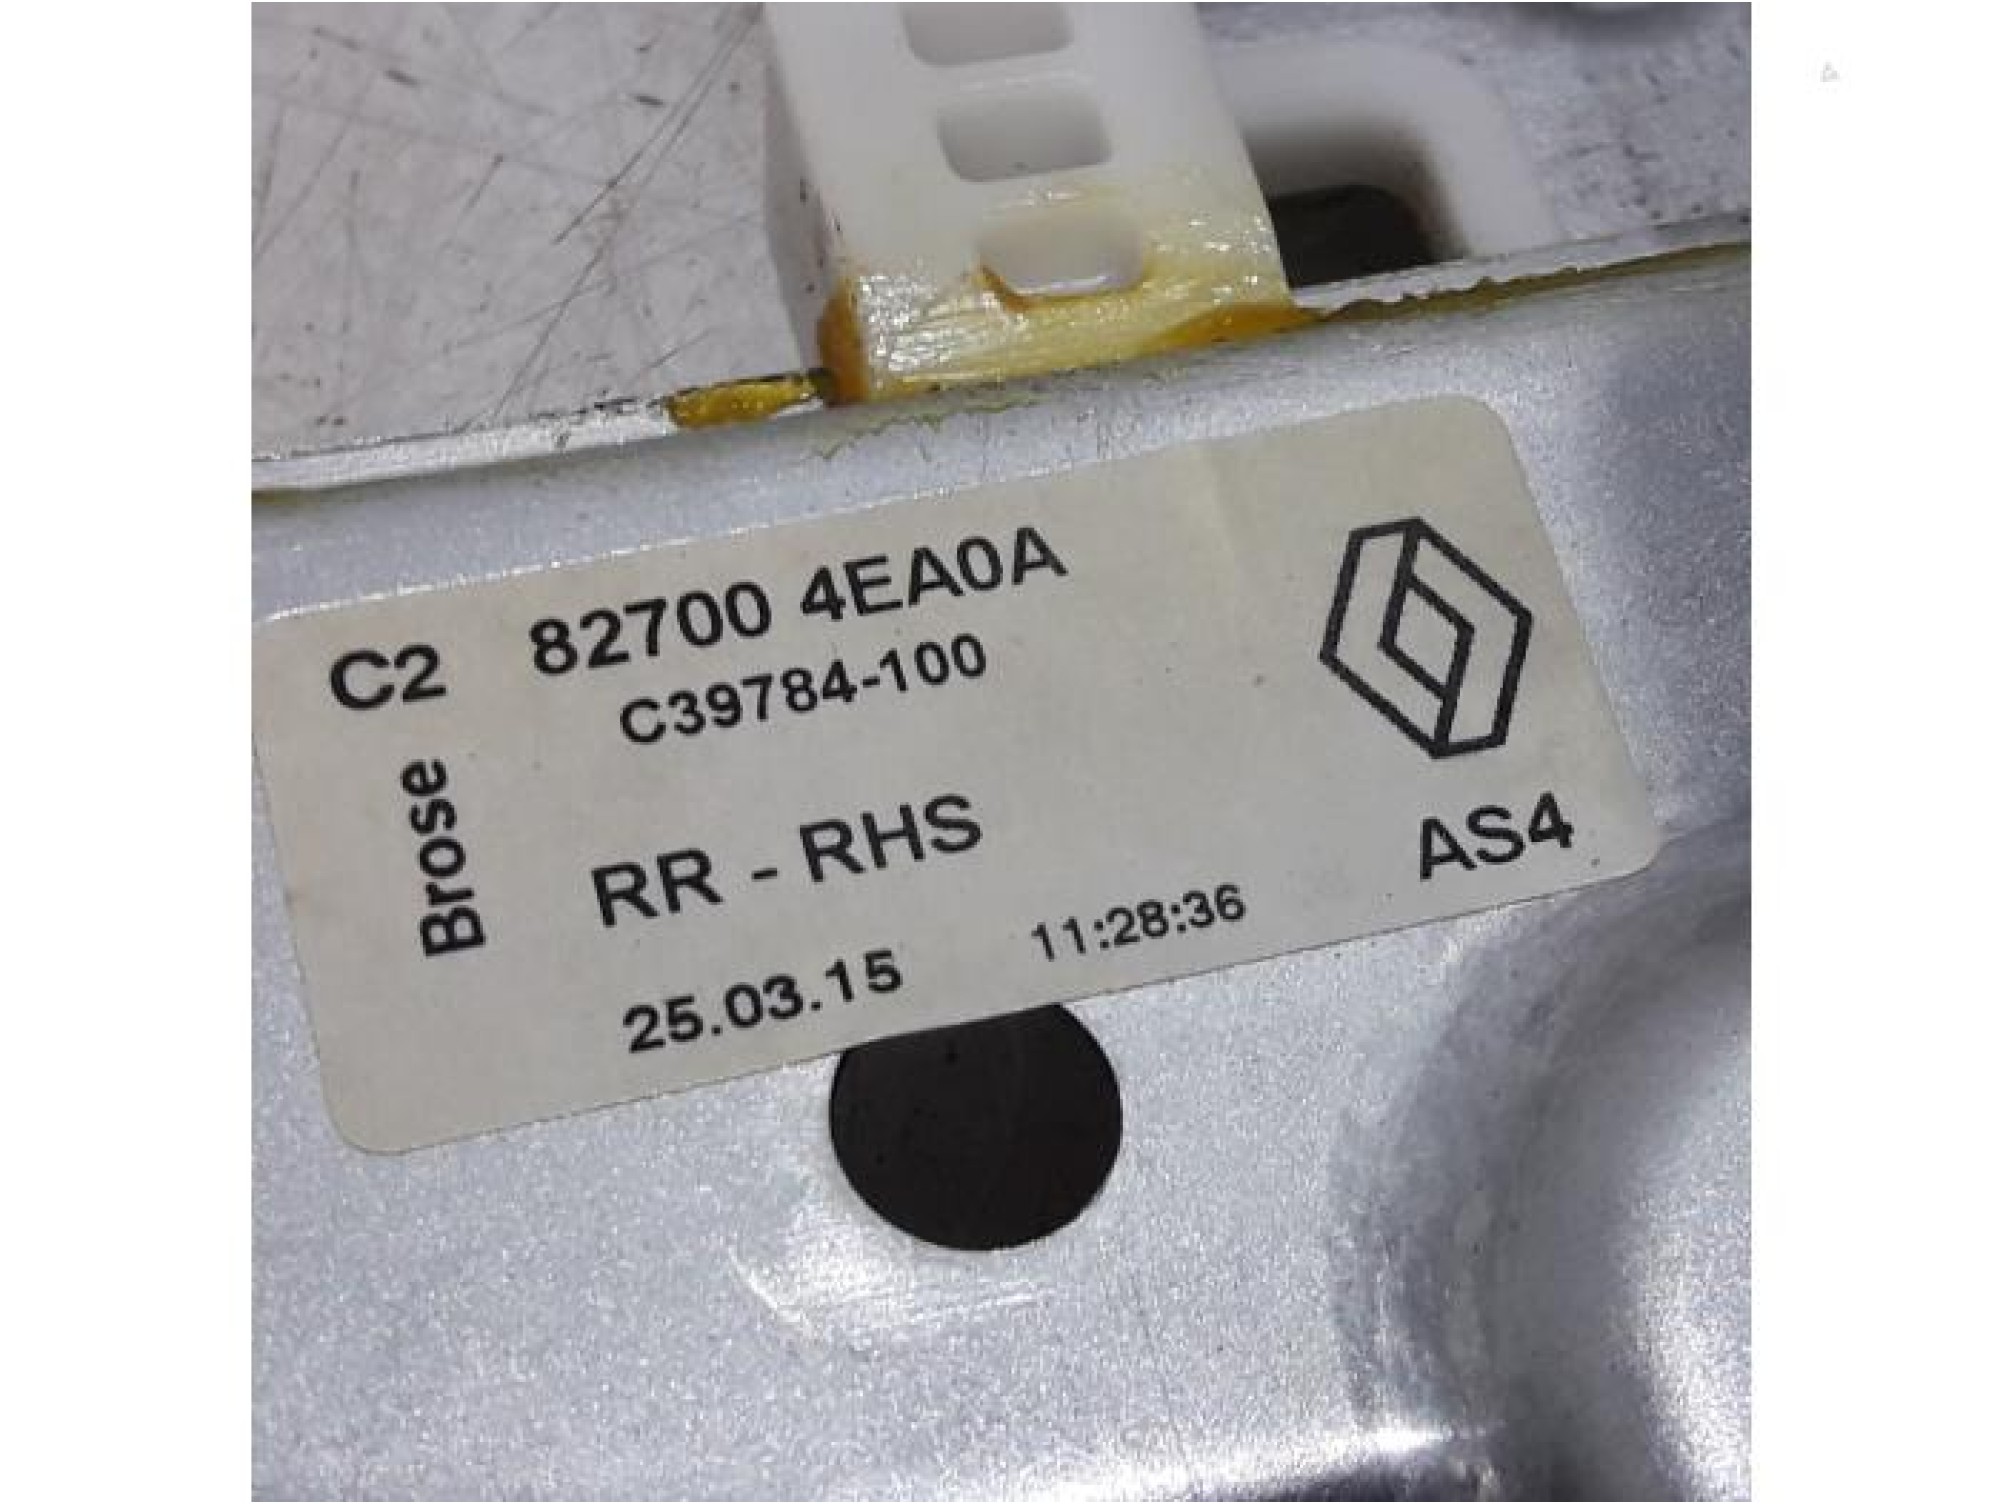 C2 82700 4EA0A
C39784-100
Brose
RR - RHS
AS4
25.03.15 11:28:36